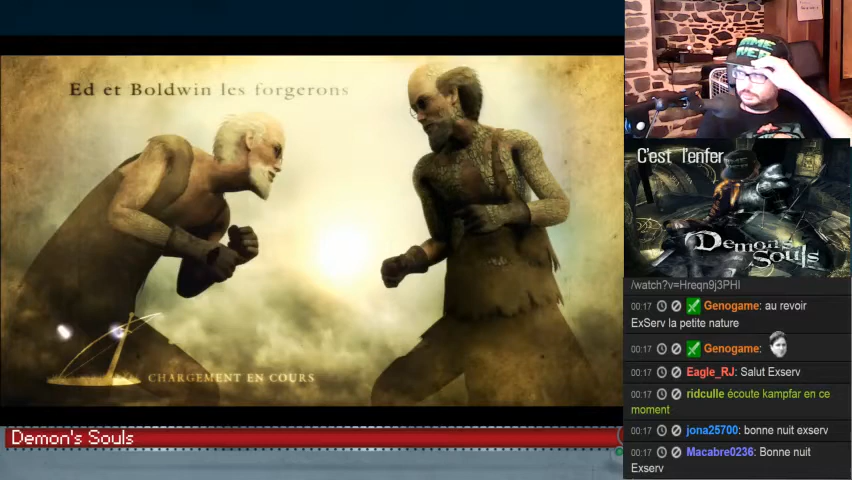 Ed et Boldwin les forgerons
CHARGEMENT EN COURS
Demon's Souls
GAME
OVER
C'est l'enfer
Demon's
Souls
/watch?v=Hreqn9j3PHI
00:17 Genogame: au revoir
ExServ la petite nature
00:17 Genogame:
00:17 Eagle_RJ: Salut Exserv
00:17 ridculle écoute kampfar en ce
moment
00:17 jona25700: bonne nuit exserv
00:17 Macabre0236: Bonne nuit
Exserv